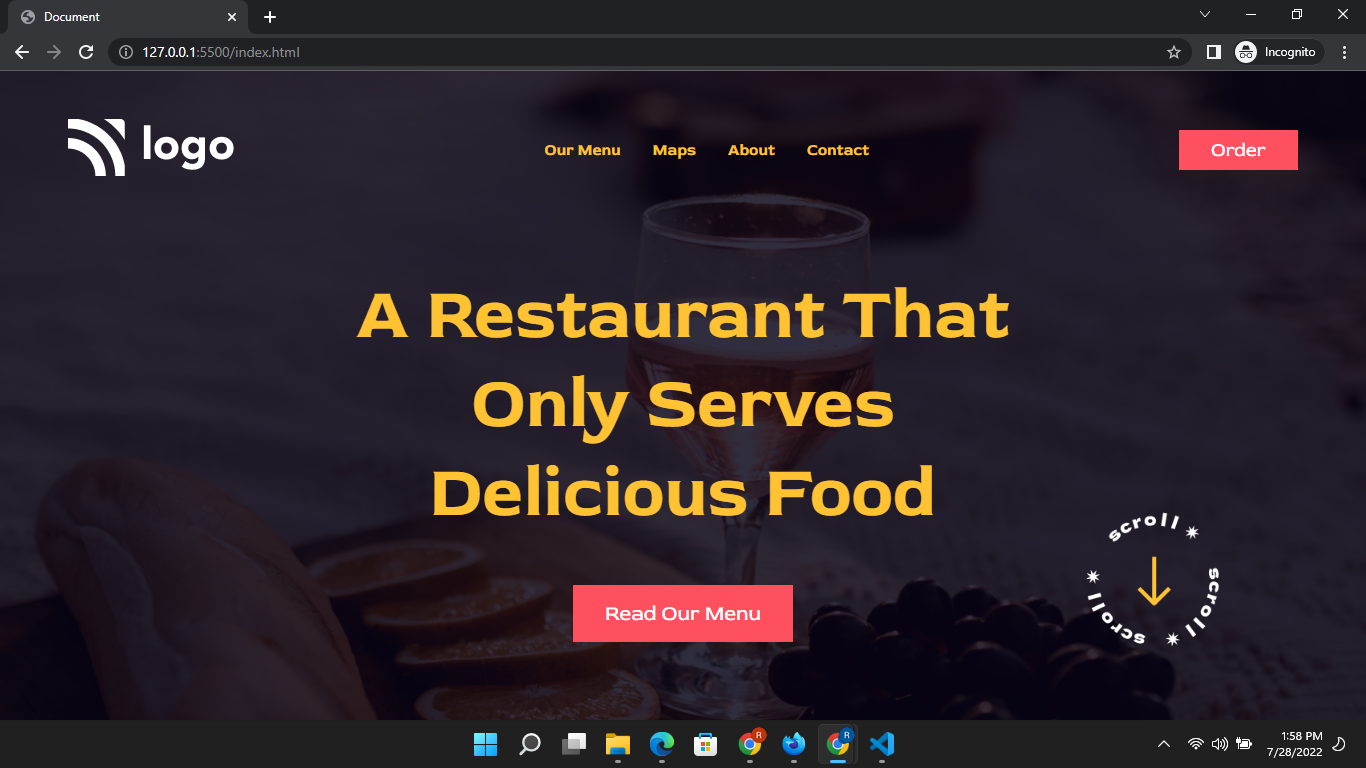 Document
127.0.0.1:5500/index.html
Incognito
logo
Our Menu Maps About Contact
Order
A Restaurant That
Only Serves
Delicious Food
Read Our Menu
scroll ✷ scroll ✷ scroll ✷
R
R
1:58 PM
7/28/2022